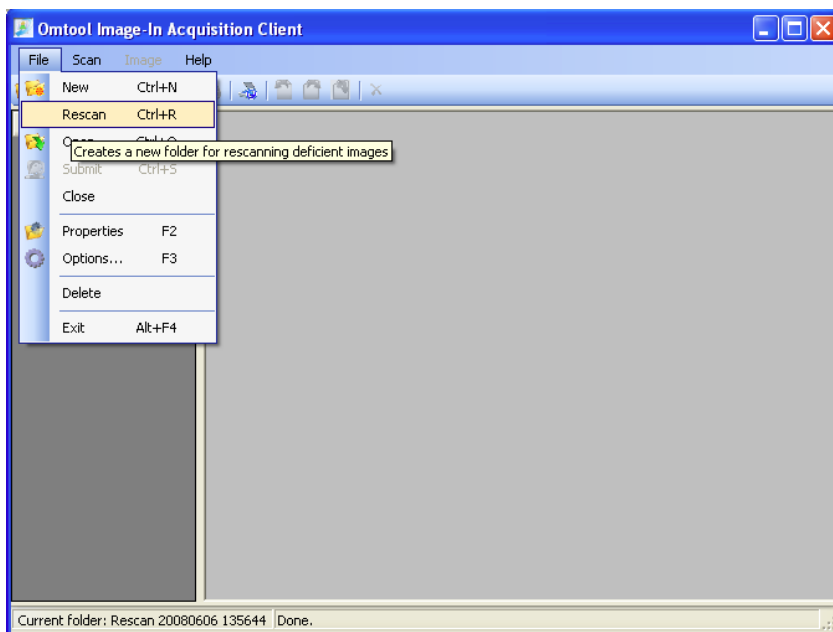 Omtool Image-In Acquisition Client
File Scan Image Help
New Ctrl+N
Rescan Ctrl+R
Creates a new folder for rescanning deficient images
Submit Ctrl+S
Close
Properties F2
Options... F3
Delete
Exit Alt+F4
Current folder: Rescan 20080606 135644 Done.